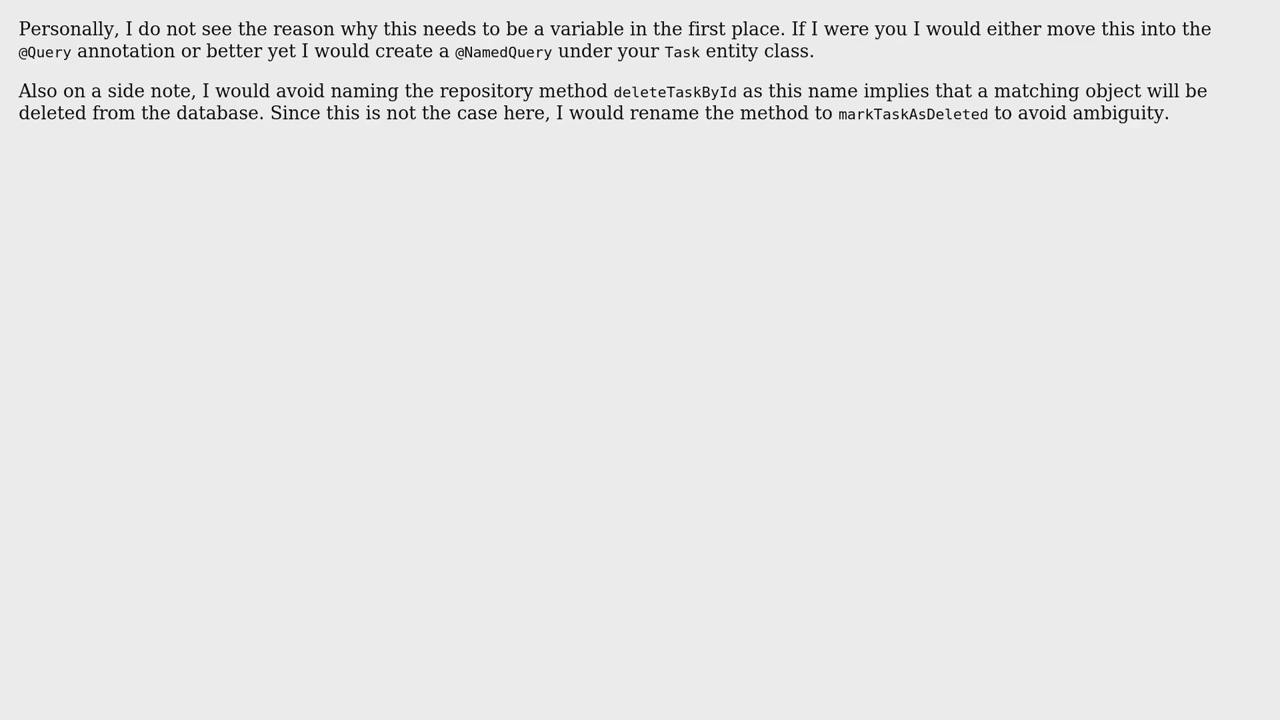 Personally, I do not see the reason why this needs to be a variable in the first place. If I were you I would either move this into the
@Query annotation or better yet I would create a @NamedQuery under your Task entity class.
Also on a side note, I would avoid naming the repository method deleteTaskById as this name implies that a matching object will be
deleted from the database. Since this is not the case here, I would rename the method to markTaskAsDeleted to avoid ambiguity.